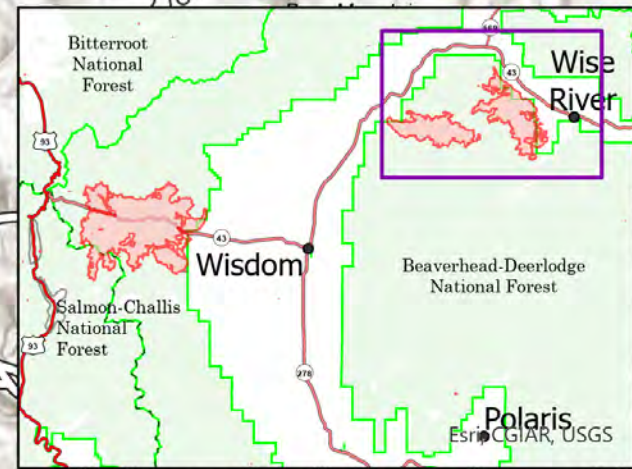 Bitterroot
National
Forest
569
43
Wise
River
93
43
Wisdom
Beaverhead-Deerlodge
National Forest
Salmon-Challis
National
Forest
93
278
Polaris
Esri, CGIAR, USGS